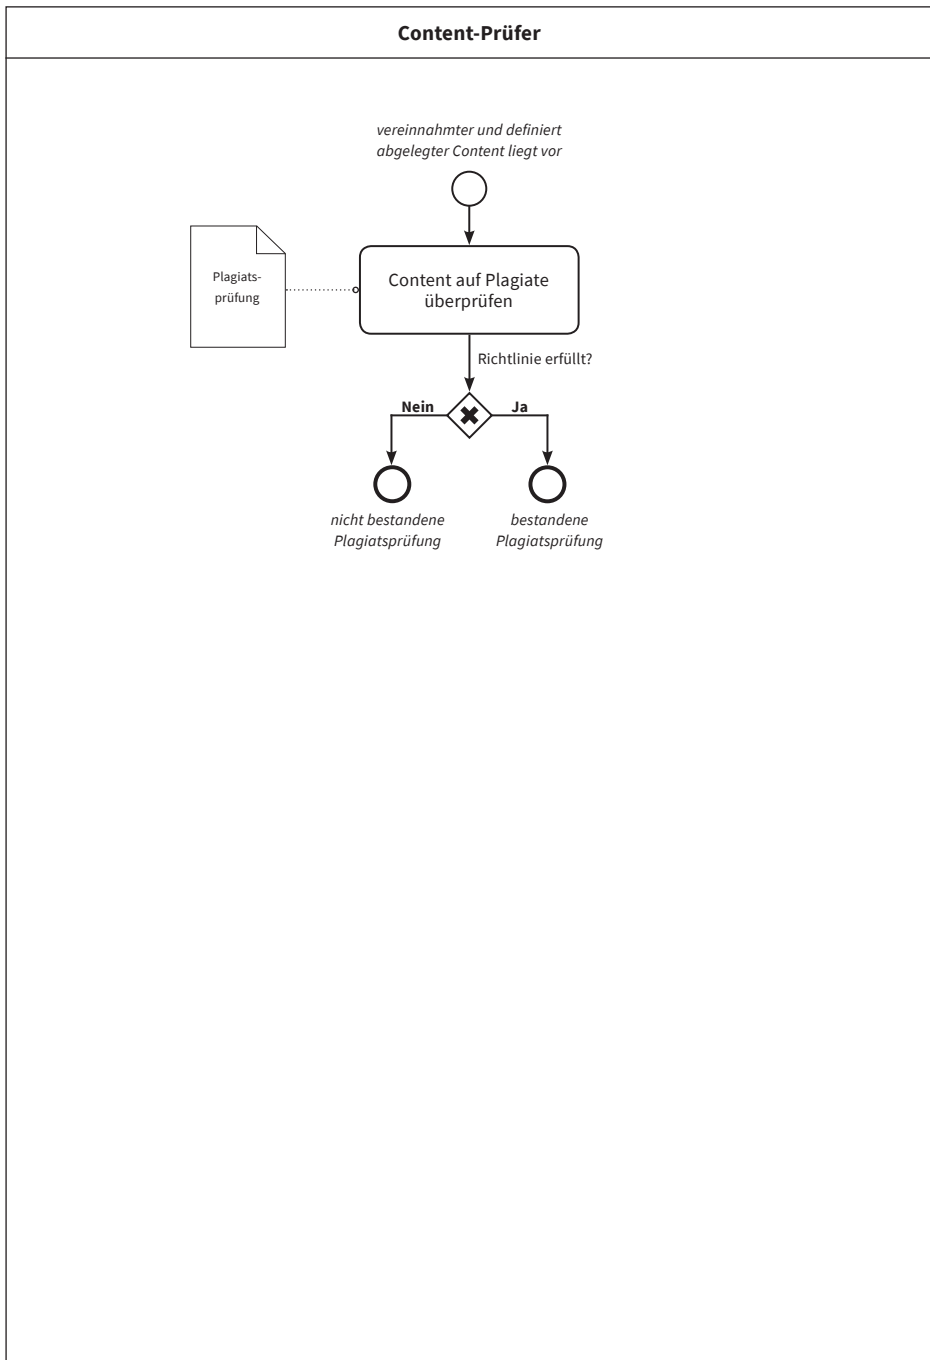 Content-Prüfer
vereinnahmter und definiert
abgelegter Content liegt vor
Plagiats-
prüfung
Content auf Plagiate
überprüfen
Richtlinie erfüllt?
Nein
Ja
nicht bestandene
Plagiatsprüfung
bestandene
Plagiatsprüfung